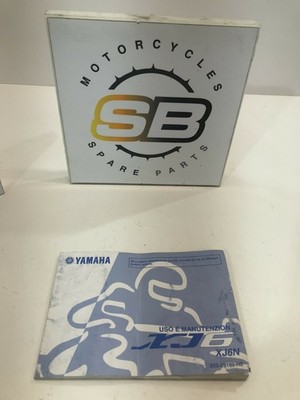 MOTORCYCLES
SB
SPARE PARTS
YAMAHA
USO E MANUTENZIONE
XJ6
XJ6N